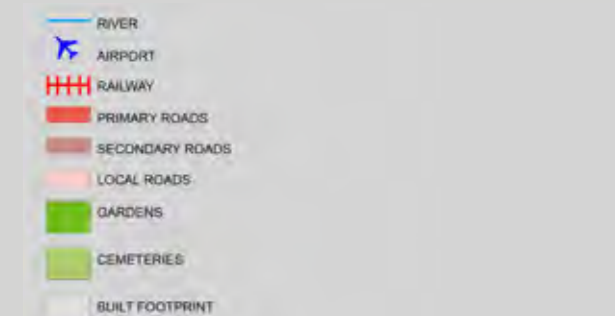 RIVER
AIRPORT
RAILWAY
PRIMARY ROADS
SECONDARY ROADS
LOCAL ROADS
GARDENS
CEMETERIES
BUILT FOOTPRINT